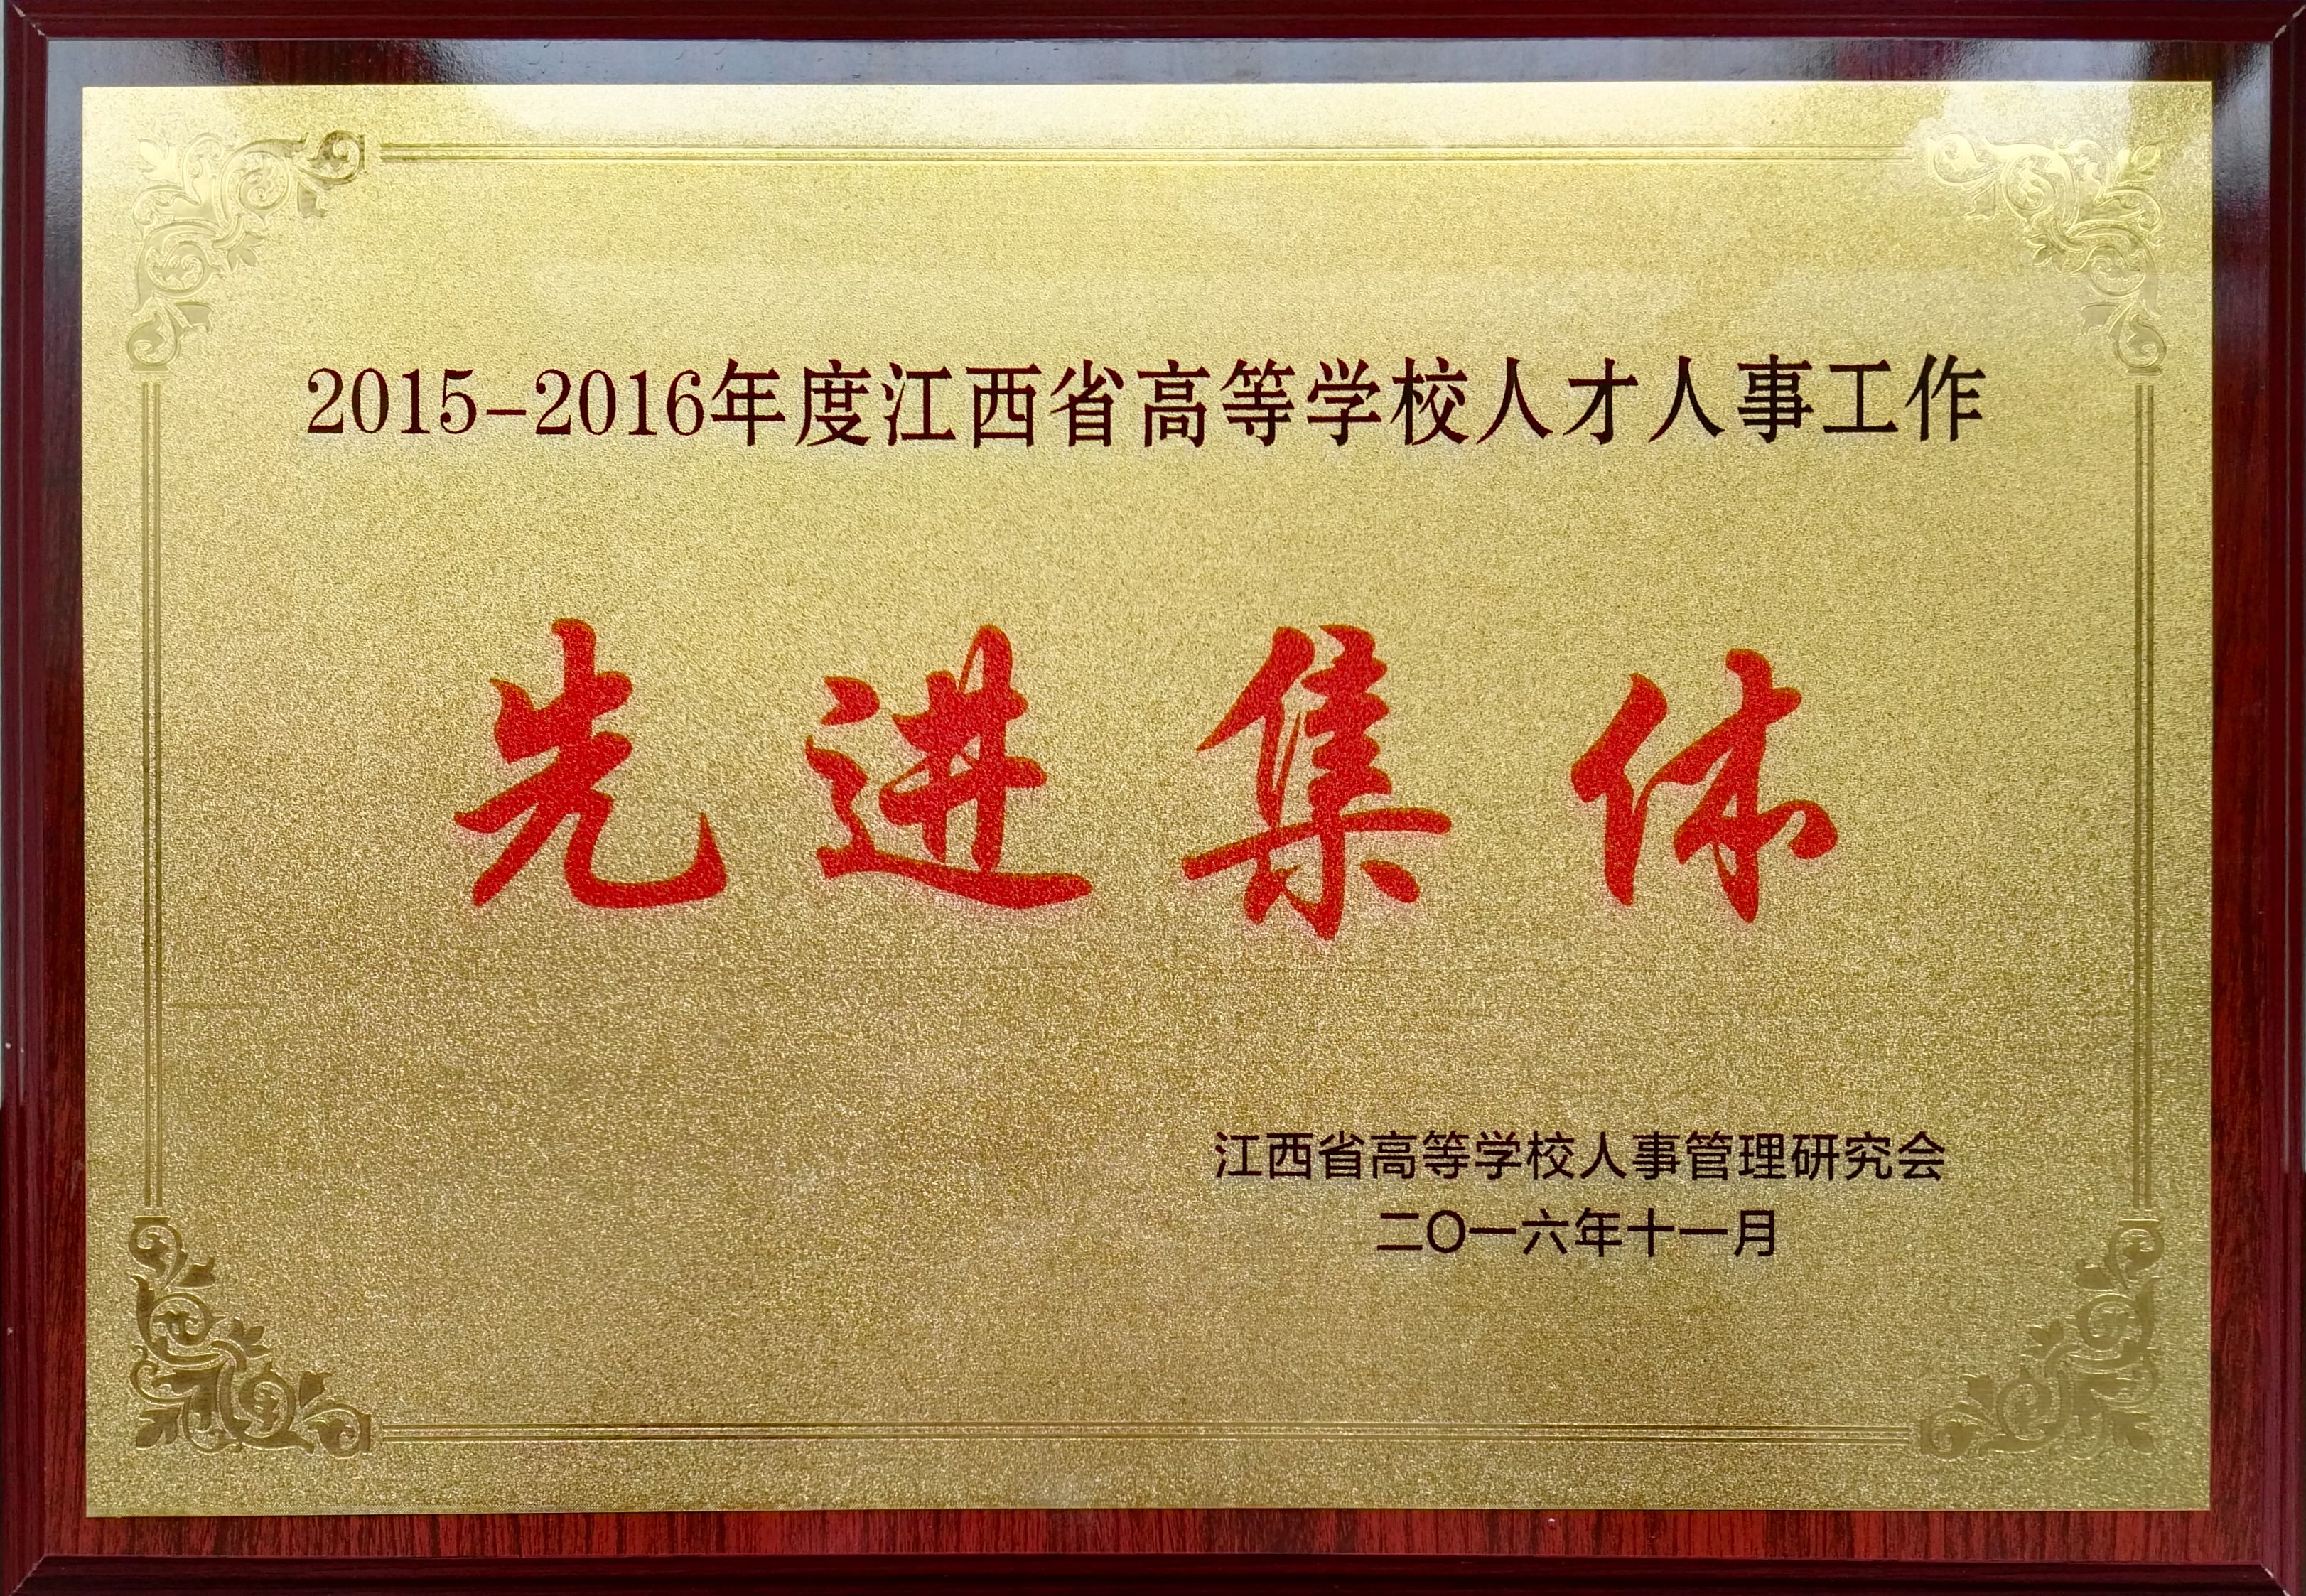 2015-2016年度江西省高等学校人才人事工作
先进集体
江西省高等学校人事管理研究会
二〇一六年十一月